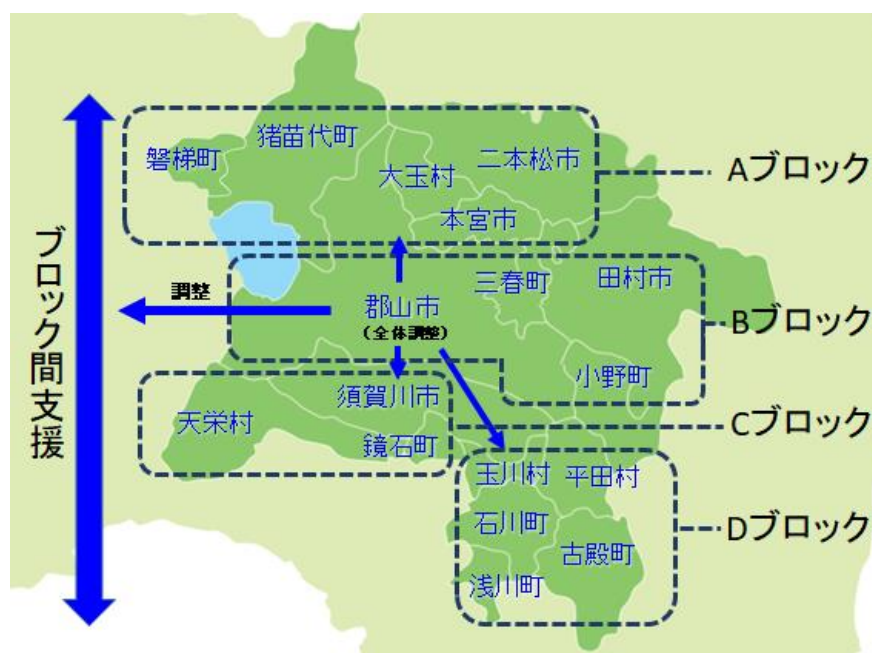 猪苗代町
磐梯町
大玉村
二本松市
本宮市
Aブロック
ブロック間支援
調整
郡山市
(全体調整)
三春町
田村市
小野町
Bブロック
天栄村
須賀川市
鏡石町
Cブロック
玉川村
平田村
石川町
古殿町
浅川町
Dブロック